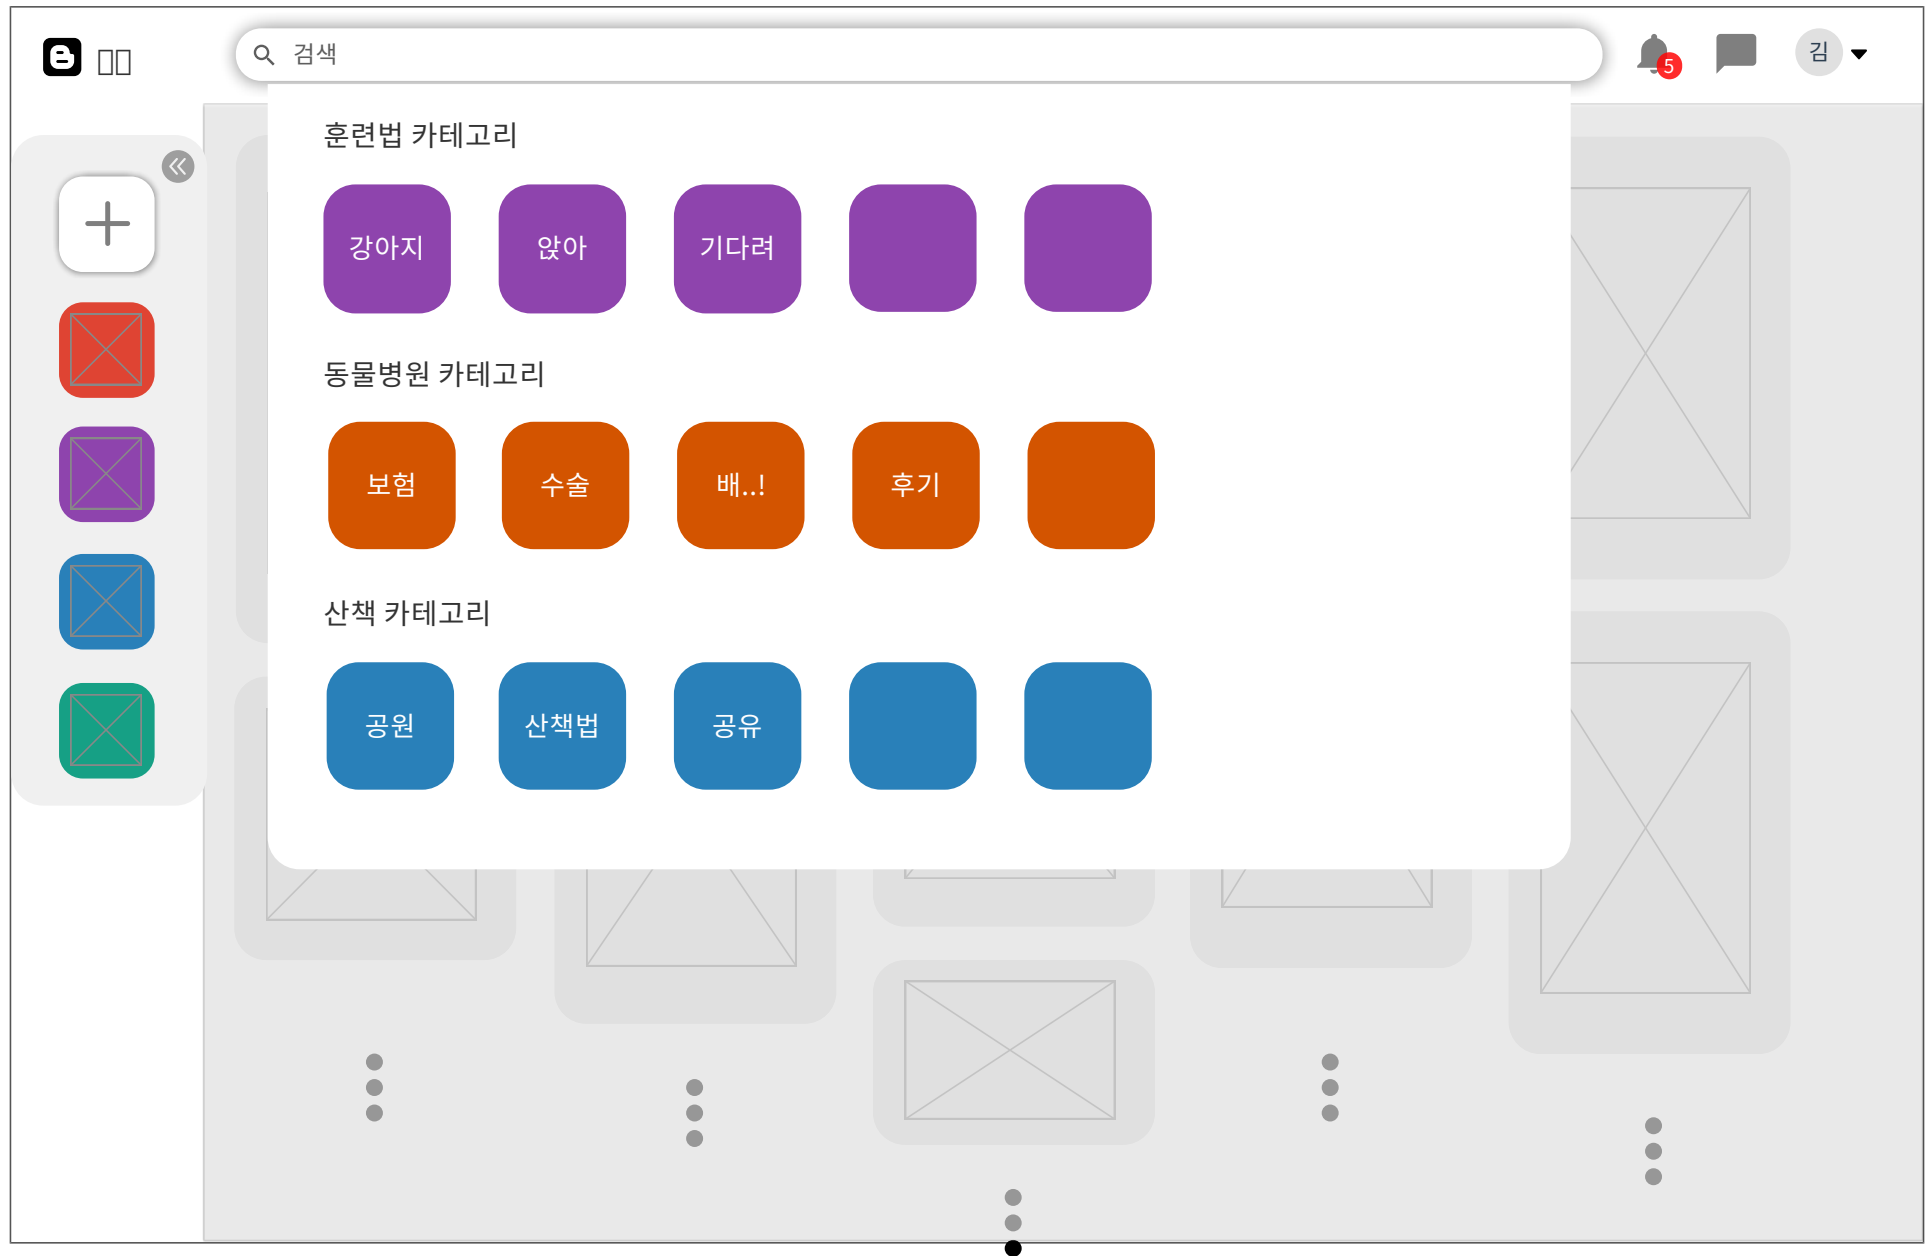 검색
5
김
훈련법 카테고리
강아지
앉아
기다려
동물병원 카테고리
보험
수술
배..!
후기
산책 카테고리
공원
산책법
공유